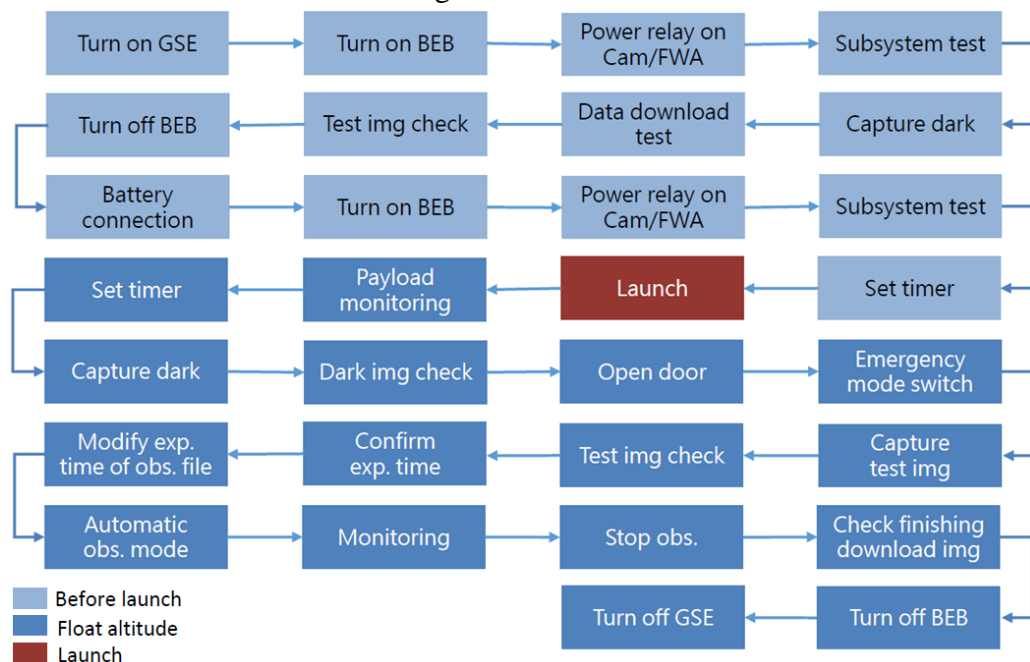 Turn on GSE
Turn on BEB
Power relay on
Cam/FWA
Subsystem test
Turn off BEB
Test img check
Data download
test
Capture dark
Battery
connection
Turn on BEB
Power relay on
Cam/FWA
Subsystem test
Set timer
Payload
monitoring
Launch
Set timer
Capture dark
Dark img check
Open door
Emergency
mode switch
Modify exp.
time of obs. file
Confirm
exp. time
Test img check
Capture
test img
Automatic
obs. mode
Monitoring
Stop obs.
Check finishing
download img
Turn off GSE
Turn off BEB
Before launch
Float altitude
Launch